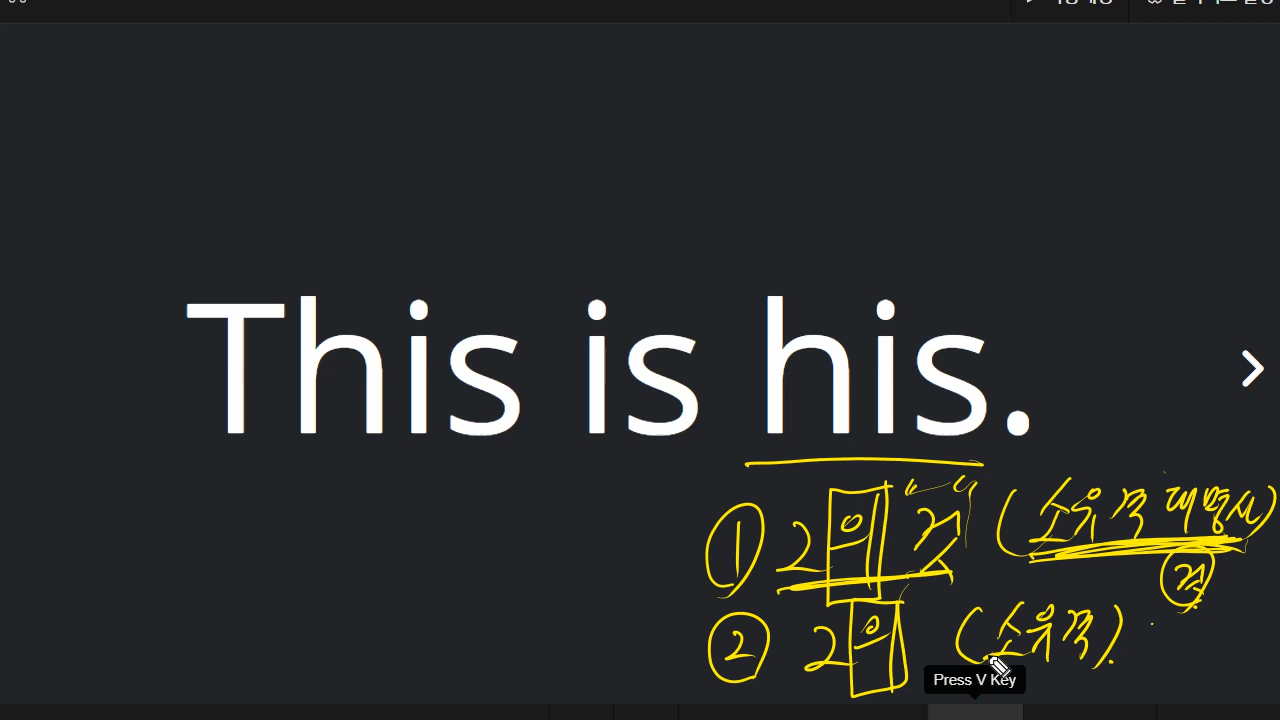 This is his.
① 그의 "것" (소유격 대명사)
것
② 그의 (소유격).
Press V Key